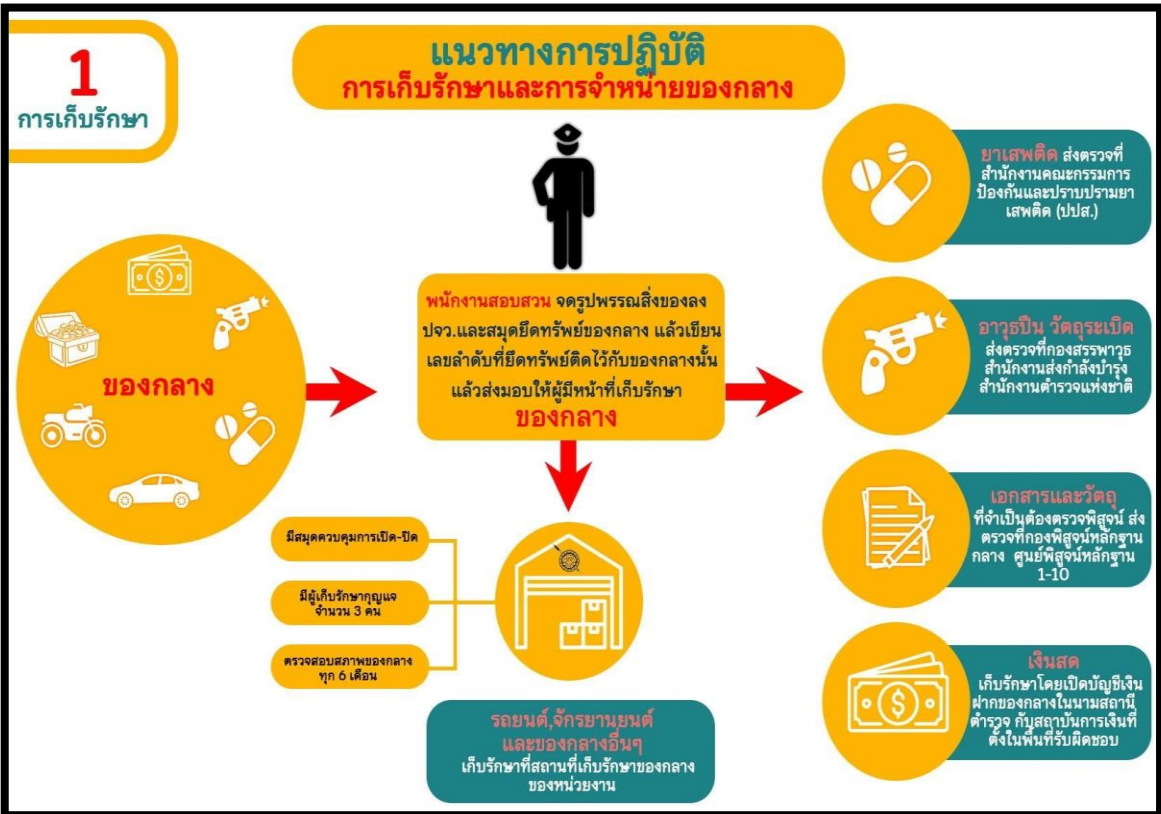 1
การเก็บรักษา
แนวทางการปฏิบัติ
การเก็บรักษาและการจำหน่ายของกลาง
ของกลาง
พนักงานสอบสวน จดรูปพรรณสิ่งของลง
ปจว.และสมุดยึดทรัพย์ของกลาง แล้วเขียน
เลขลำดับที่ยึดทรัพย์ติดไว้กับของกลางนั้น
แล้วส่งมอบให้ผู้มีหน้าที่เก็บรักษา
ของกลาง
มีสมุดควบคุมการเปิด-ปิด
มีผู้เก็บรักษากุญแจ
จำนวน 3 คน
ตรวจสอบสภาพของกลาง
ทุก 6 เดือน
รถยนต์,จักรยานยนต์
และของกลางอื่นๆ
เก็บรักษาที่สถานที่เก็บรักษาของกลาง
ของหน่วยงาน
ยาเสพติด ส่งตรวจที่
สำนักงานคณะกรรมการ
ป้องกันและปราบปรามยา
เสพติด (ปปส.)
อาวุธปืน วัตถุระเบิด
ส่งตรวจที่กองสรรพาวุธ
สำนักงานส่งกำลังบำรุง
สำนักงานตำรวจแห่งชาติ
เอกสารและวัตถุ
ที่จำเป็นต้องตรวจพิสูจน์ ส่ง
ตรวจที่กองพิสูจน์หลักฐาน
กลาง ศูนย์พิสูจน์หลักฐาน
1-10
เงินสด
เก็บรักษาโดยเปิดบัญชีเงิน
ฝากของกลางในนามสถานี
ตำรวจ กับสถาบันการเงินที่
ตั้งในพื้นที่รับผิดชอบ